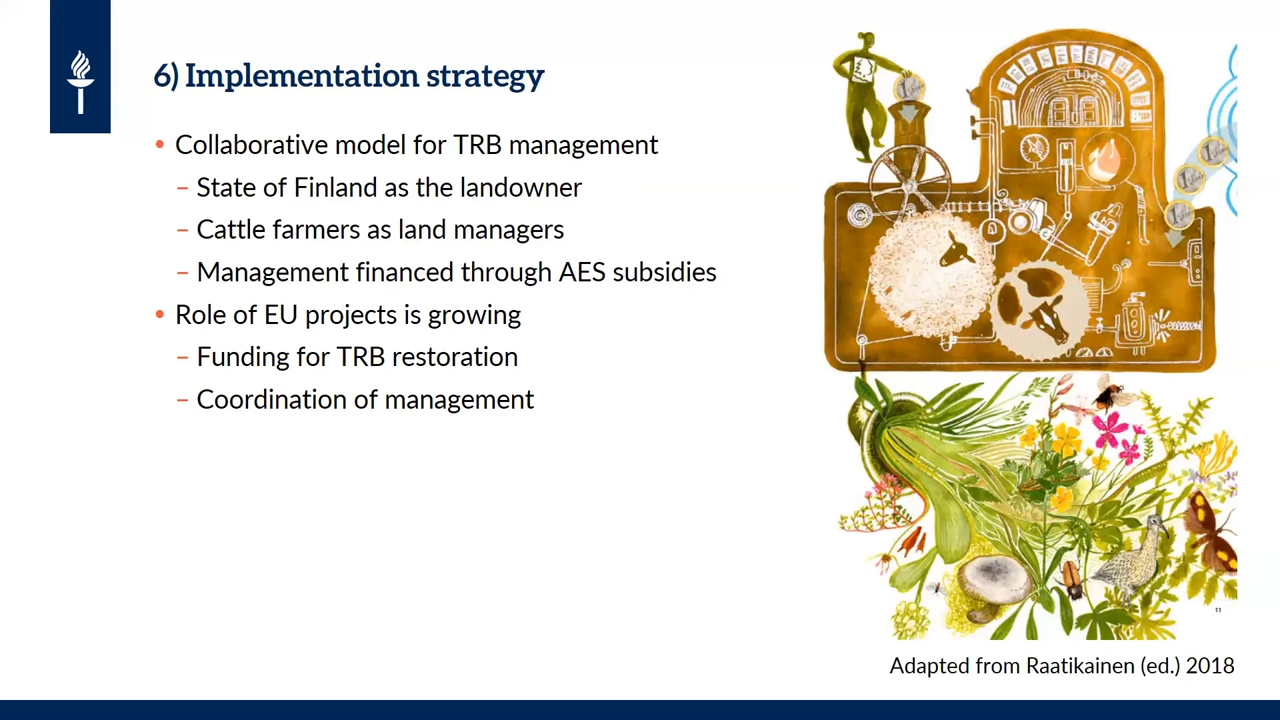 6) Implementation strategy
• Collaborative model for TRB management
– State of Finland as the landowner
– Cattle farmers as land managers
– Management financed through AES subsidies
• Role of EU projects is growing
– Funding for TRB restoration
– Coordination of management
11
Adapted from Raatikainen (ed.) 2018